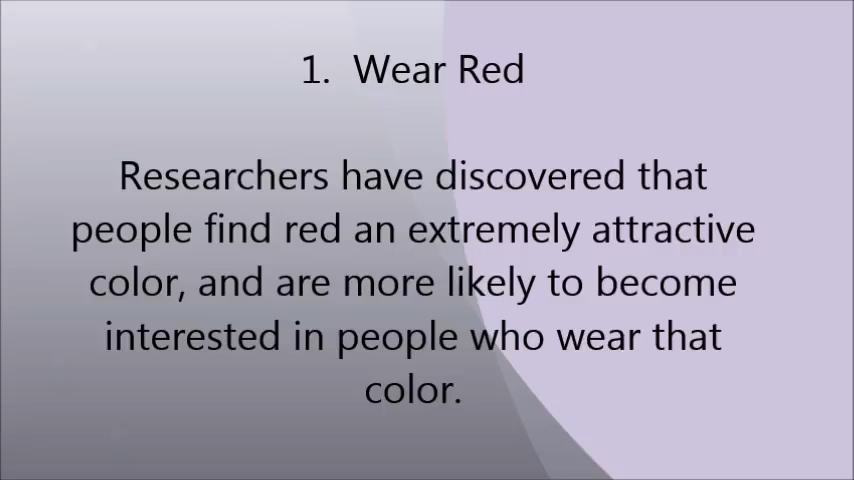 1. Wear Red
Researchers have discovered that
people find red an extremely attractive
color, and are more likely to become
interested in people who wear that
color.